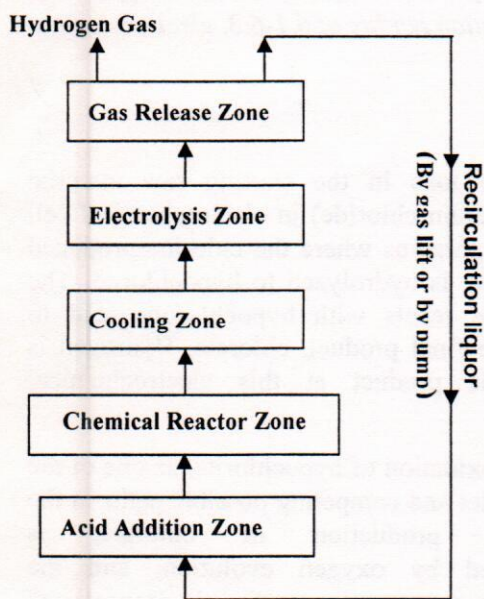 Hydrogen Gas
Gas Release Zone
Electrolysis Zone
Cooling Zone
Chemical Reactor Zone
Acid Addition Zone
Recirculation liquor
(By gas lift or by pump)